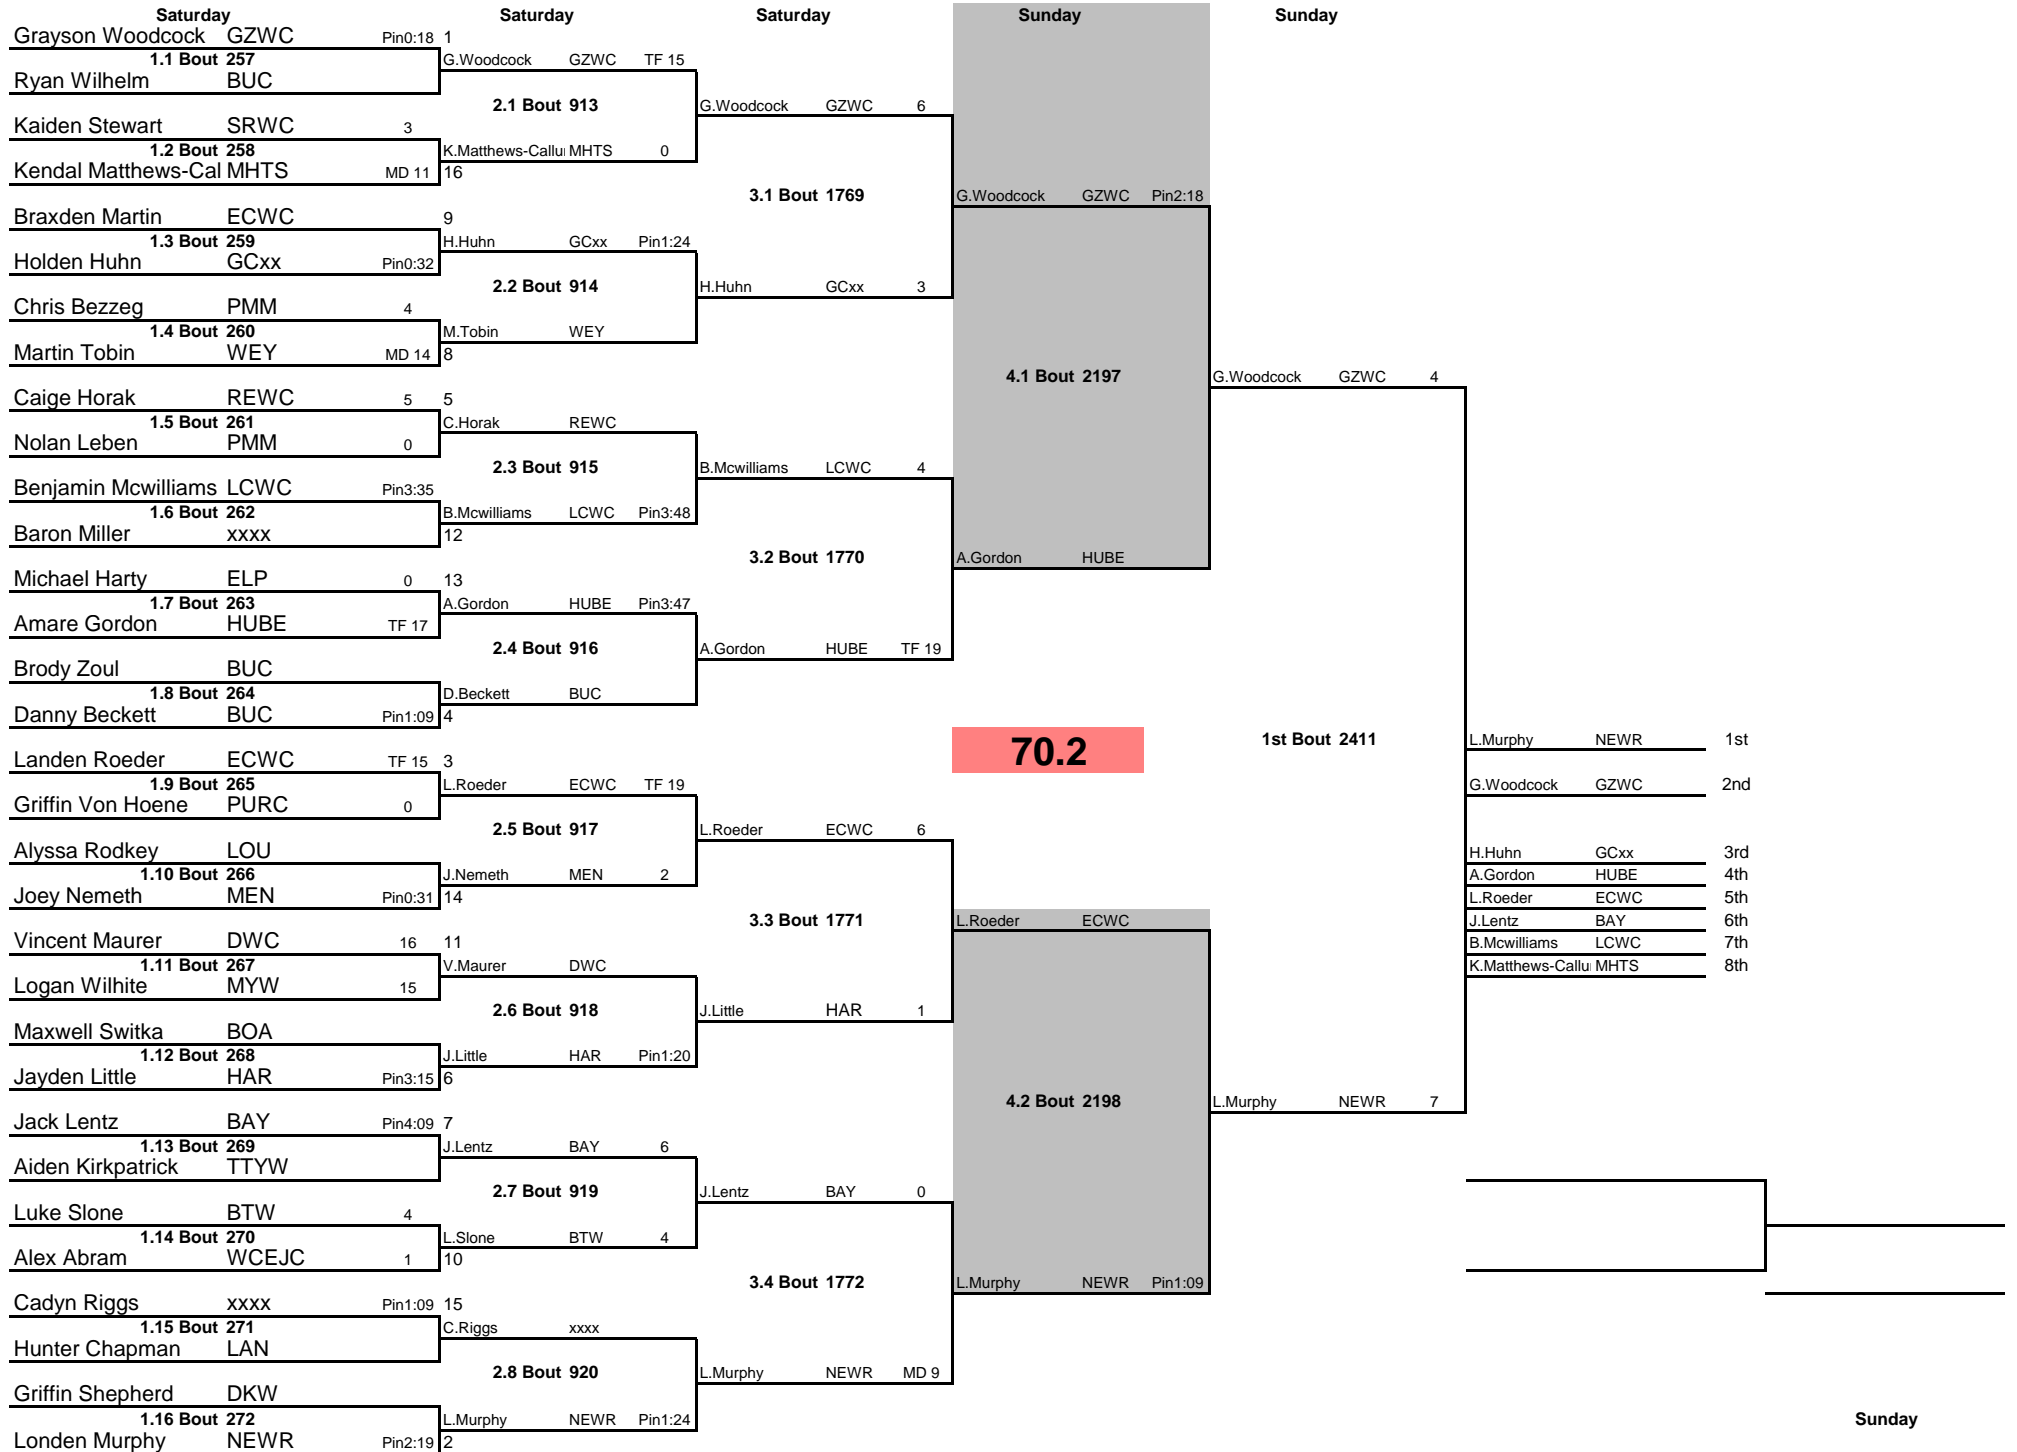 Saturday Saturday Saturday Sunday Sunday
Grayson Woodcock GZWC Pin0:18 1
1.1 Bout 257 G.Woodcock GZWC TF 15
Ryan Wilhelm BUC
2.1 Bout 913 G.Woodcock GZWC 6
Kaiden Stewart SRWC 3
1.2 Bout 258 K.Matthews-Callu MHTS 0
Kendal Matthews-Cal MHTS MD 11 16
3.1 Bout 1769 G.Woodcock GZWC Pin2:18
Braxden Martin ECWC 9
1.3 Bout 259 H.Huhn GCxx Pin1:24
Holden Huhn GCxx Pin0:32
2.2 Bout 914 H.Huhn GCxx 3
Chris Bezzeg PMM 4
1.4 Bout 260 M.Tobin WEY
Martin Tobin WEY MD 14 8
4.1 Bout 2197 G.Woodcock GZWC 4
Caige Horak REWC 5 5
1.5 Bout 261 C.Horak REWC
Nolan Leben PMM 0
2.3 Bout 915 B.Mcwilliams LCWC 4
Benjamin Mcwilliams LCWC Pin3:35
1.6 Bout 262 B.Mcwilliams LCWC Pin3:48
Baron Miller xxxx 12
3.2 Bout 1770 A.Gordon HUBE
Michael Harty ELP 0 13
1.7 Bout 263 A.Gordon HUBE Pin3:47
Amare Gordon HUBE TF 17
2.4 Bout 916 A.Gordon HUBE TF 19
Brody Zoul BUC
1.8 Bout 264 D.Beckett BUC
Danny Beckett BUC Pin1:09 4
70.2 1st Bout 2411 L.Murphy NEWR 1st
Landen Roeder ECWC TF 15 3
1.9 Bout 265 L.Roeder ECWC TF 19 G.Woodcock GZWC 2nd
Griffin Von Hoene PURC 0
2.5 Bout 917 L.Roeder ECWC 6
Alyssa Rodkey LOU H.Huhn GCxx 3rd
1.10 Bout 266 J.Nemeth MEN 2 A.Gordon HUBE 4th
Joey Nemeth MEN Pin0:31 14 L.Roeder ECWC 5th
3.3 Bout 1771 L.Roeder ECWC J.Lentz BAY 6th
Vincent Maurer DWC 16 11 B.Mcwilliams LCWC 7th
1.11 Bout 267 V.Maurer DWC K.Matthews-Callu MHTS 8th
Logan Wilhite MYW 15
2.6 Bout 918 J.Little HAR 1
Maxwell Switka BOA
1.12 Bout 268 J.Little HAR Pin1:20
Jayden Little HAR Pin3:15 6
4.2 Bout 2198 L.Murphy NEWR 7
Jack Lentz BAY Pin4:09 7
1.13 Bout 269 J.Lentz BAY 6
Aiden Kirkpatrick TTYW
2.7 Bout 919 J.Lentz BAY 0
Luke Slone BTW 4
1.14 Bout 270 L.Slone BTW 4
Alex Abram WCEJC 1 10
3.4 Bout 1772 L.Murphy NEWR Pin1:09
Cadyn Riggs xxxx Pin1:09 15
1.15 Bout 271 C.Riggs xxxx
Hunter Chapman LAN
2.8 Bout 920 L.Murphy NEWR MD 9
Griffin Shepherd DKW
1.16 Bout 272 L.Murphy NEWR Pin1:24 Sunday
Londen Murphy NEWR Pin2:19 2